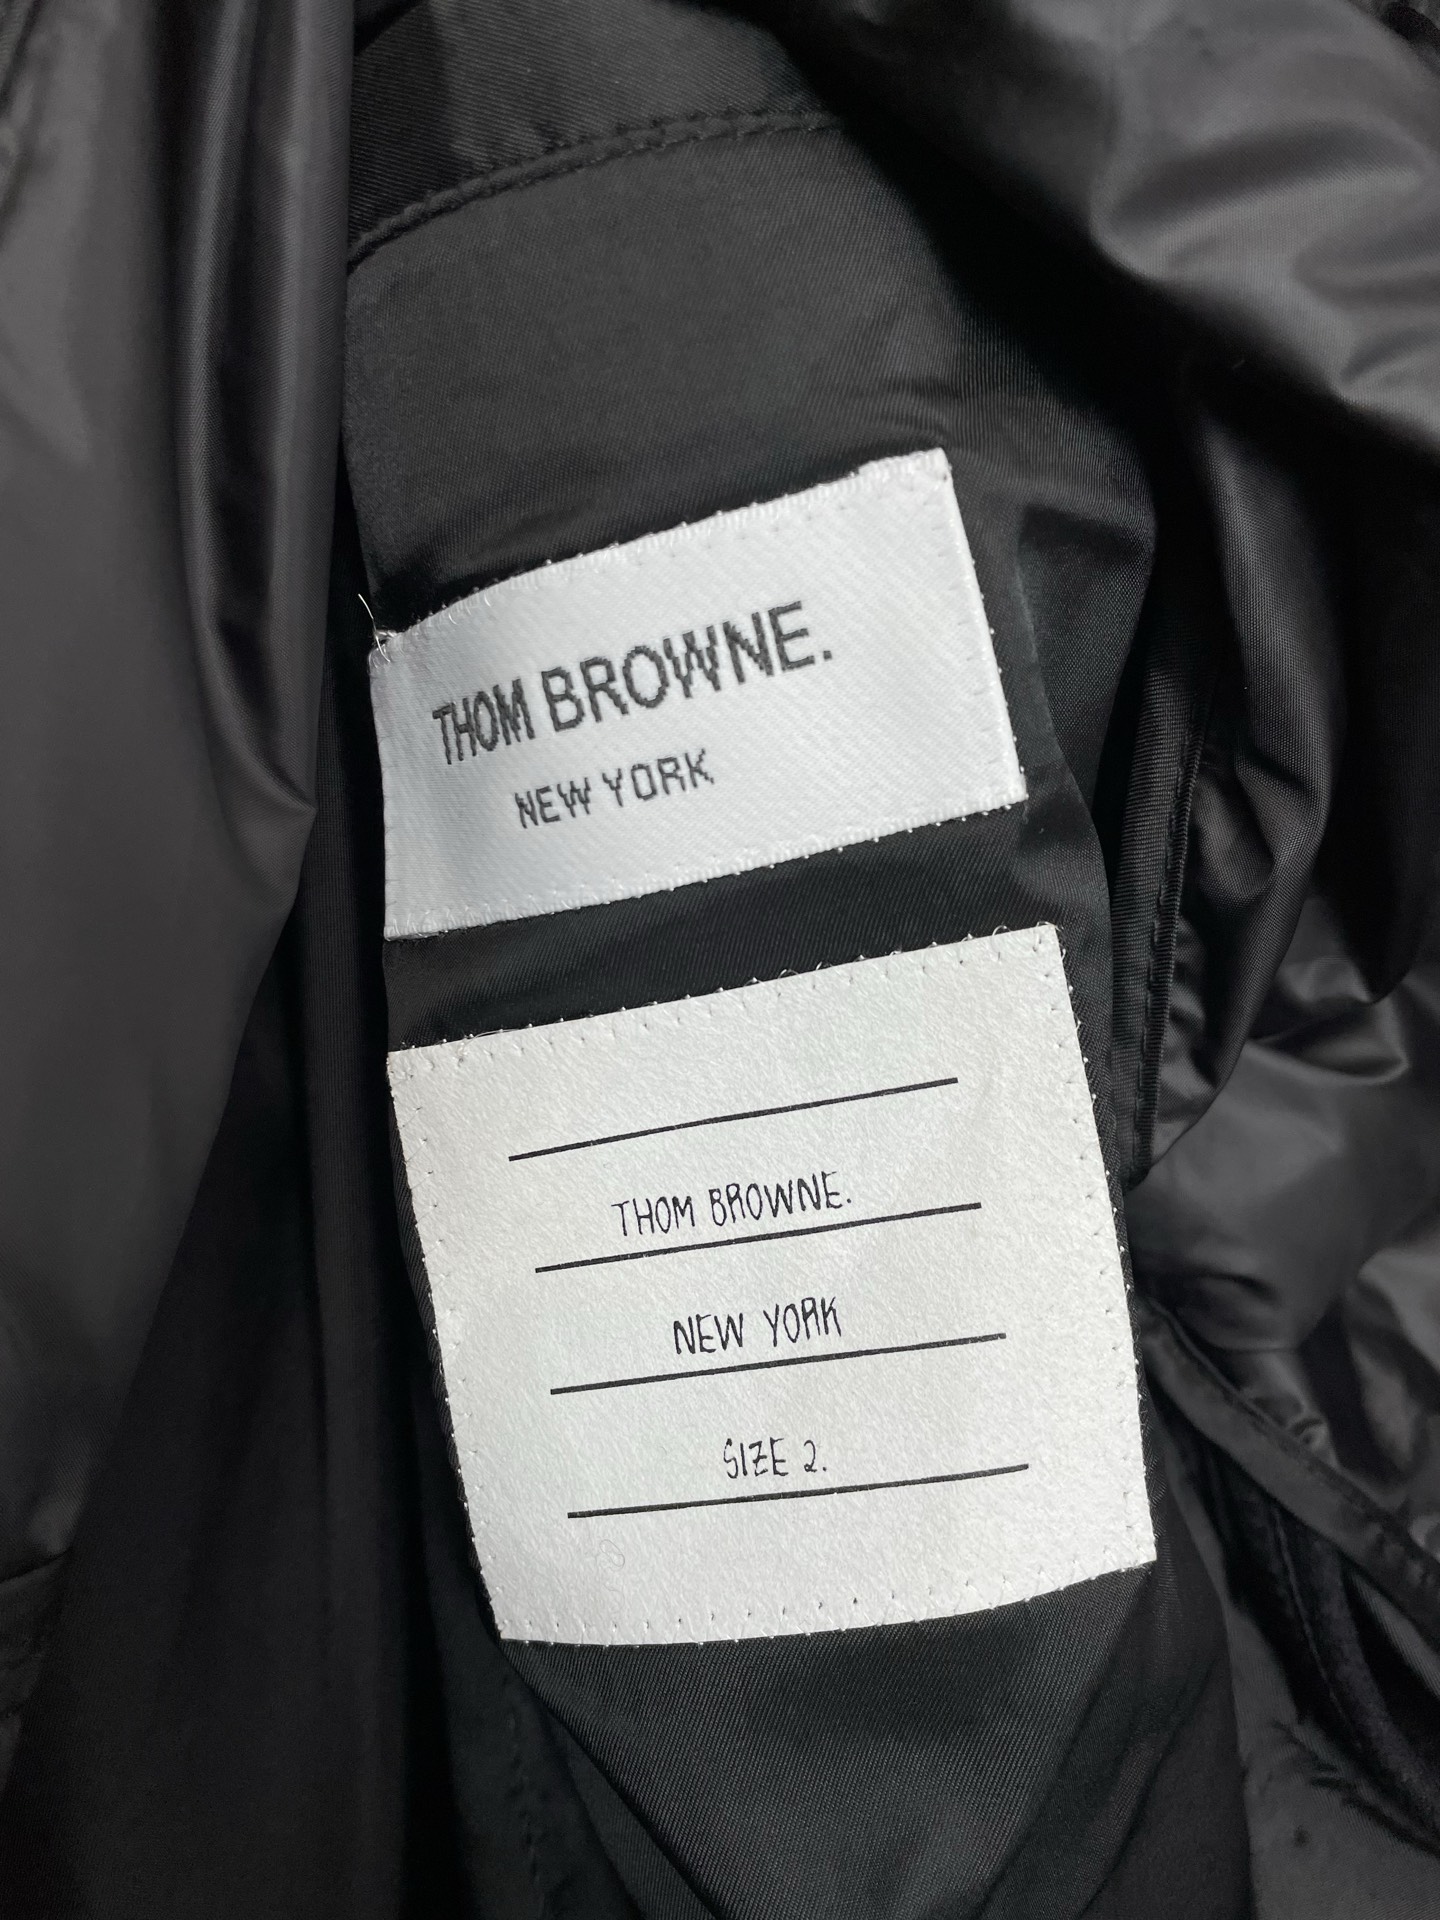 THOM BROWNE.
NEW YORK
THOM BROWNE.
NEW YORK
SIZE 2.